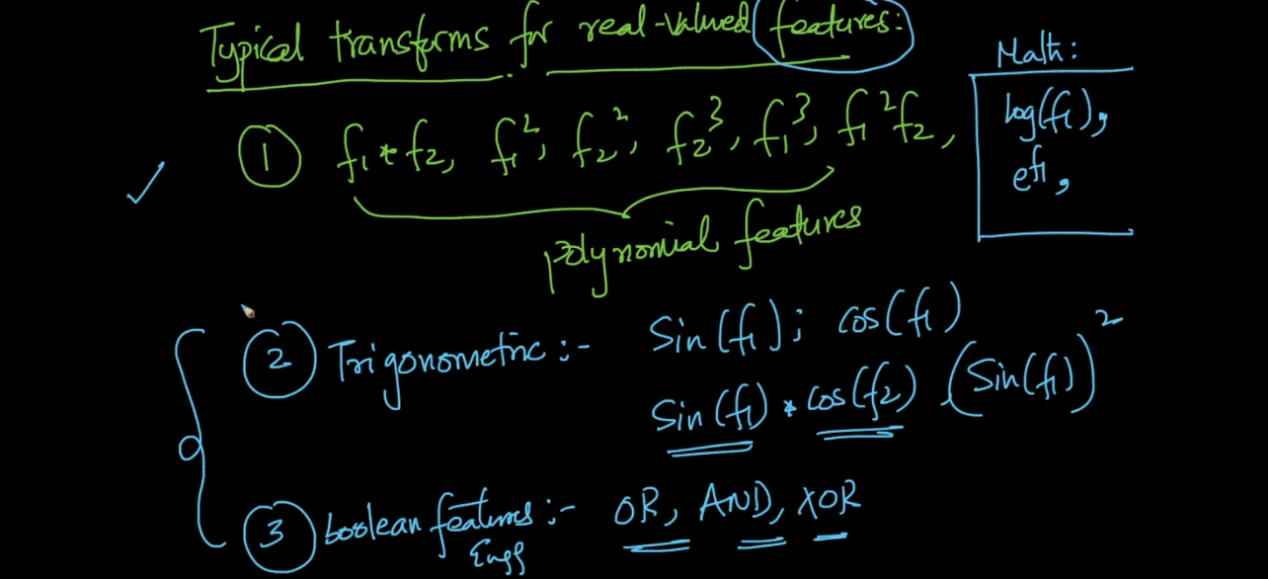 Typical transforms for real-valued features:
① f₁*f₂, f₁², f₂², f₂³, f₁³, f₁²f₂,
polynomial features
Math:
log(f₁),
e^f₁,
② Trigonometric :- Sin(f₁); cos(f₁)
Sin(f₁) * cos(f₂) (Sin(f₁))²
③ boolean features :- OR, AND, XOR
Engg